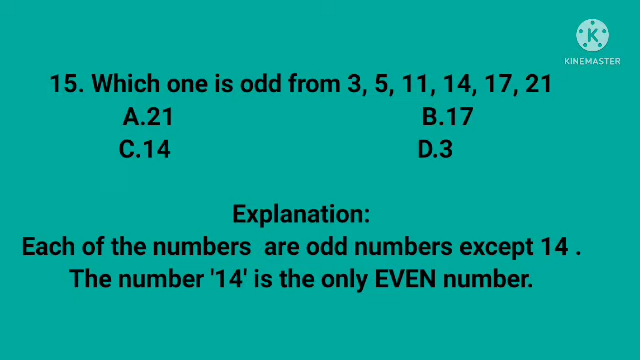 KINEMASTER
15. Which one is odd from 3, 5, 11, 14, 17, 21
A.21 B.17
C.14 D.3
Explanation:
Each of the numbers are odd numbers except 14 .
The number '14' is the only EVEN number.